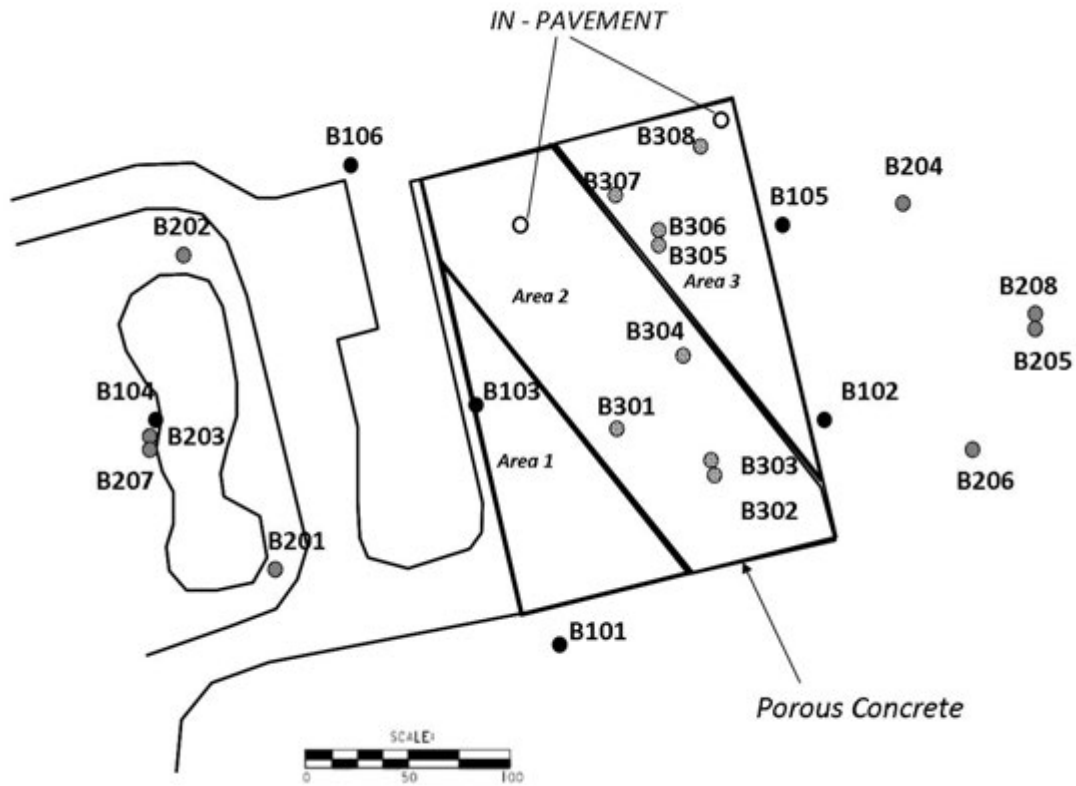 IN - PAVEMENT
B106
B308
B307
B204
B105
B202
B306
B305
Area 3
Area 2
B208
B304
B205
B104
B103
B102
B301
B203
Area 1
B303
B207
B206
B302
B201
B101
Porous Concrete
SCALE:
0 50 100